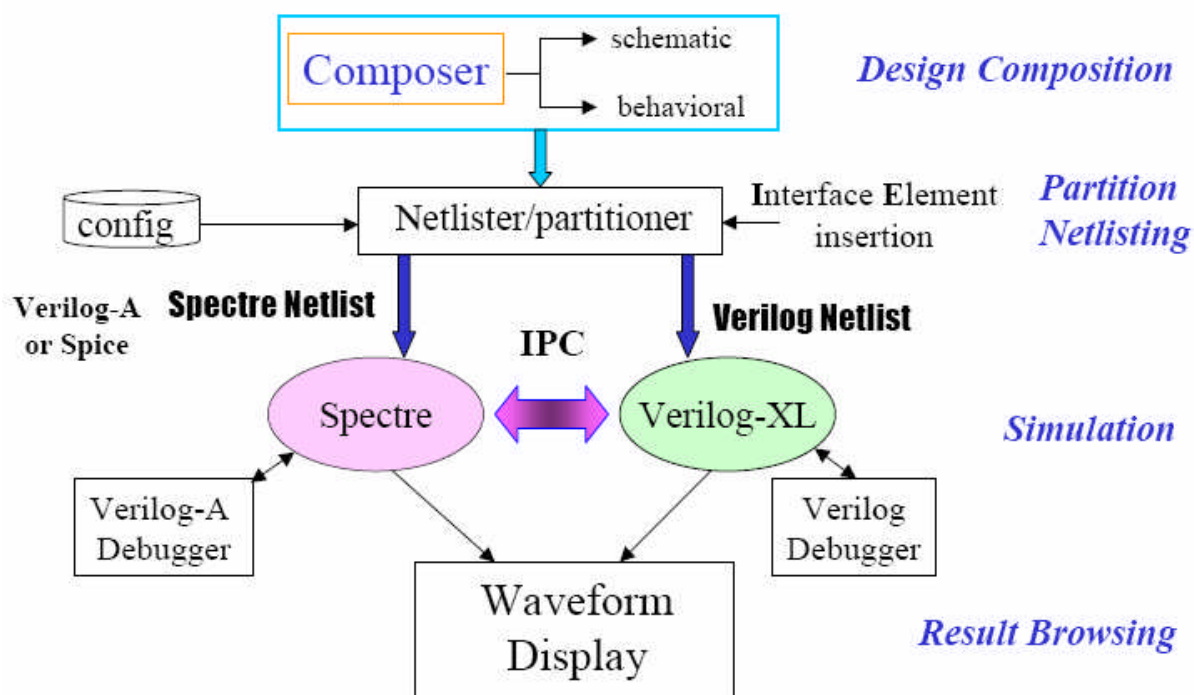 Composer
schematic
behavioral
Design Composition
config
Netlister/partitioner
Interface Element
insertion
Partition
Netlisting
Verilog-A
or Spice
Spectre Netlist
IPC
Verilog Netlist
Spectre
Verilog-XL
Simulation
Verilog-A
Debugger
Verilog
Debugger
Waveform
Display
Result Browsing